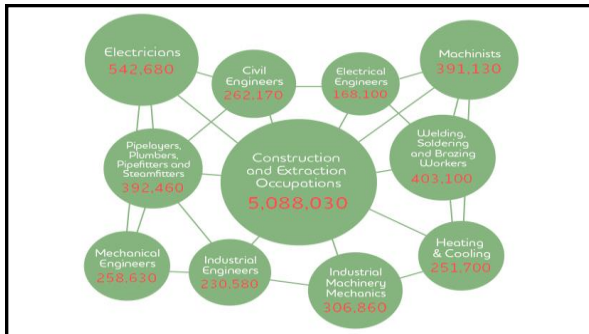 Electricians
542,680
Civil
Engineers
262,170
Electrical
Engineers
168,100
Machinists
391,130
Pipelayers,
Plumbers,
Pipefitters and
Steamfitters
392,460
Construction
and Extraction
Occupations
5,088,030
Welding,
Soldering
and Brazing
Workers
403,100
Mechanical
Engineers
258,630
Industrial
Engineers
230,580
Industrial
Machinery
Mechanics
306,860
Heating
& Cooling
251,700